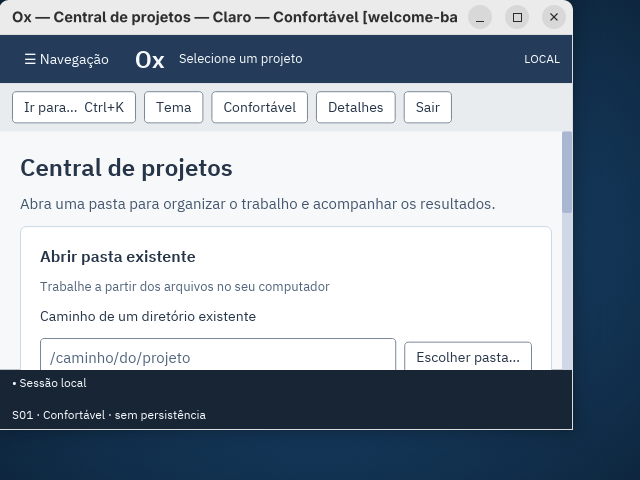 Ox — Central de projetos — Claro — Confortável [welcome-ba
☰ Navegação Ox Selecione um projeto LOCAL
Ir para... Ctrl+K Tema Confortável Detalhes Sair
Central de projetos
Abra uma pasta para organizar o trabalho e acompanhar os resultados.
Abrir pasta existente
Trabalhe a partir dos arquivos no seu computador
Caminho de um diretório existente
/caminho/do/projeto Escolher pasta...
• Sessão local
S01 · Confortável · sem persistência